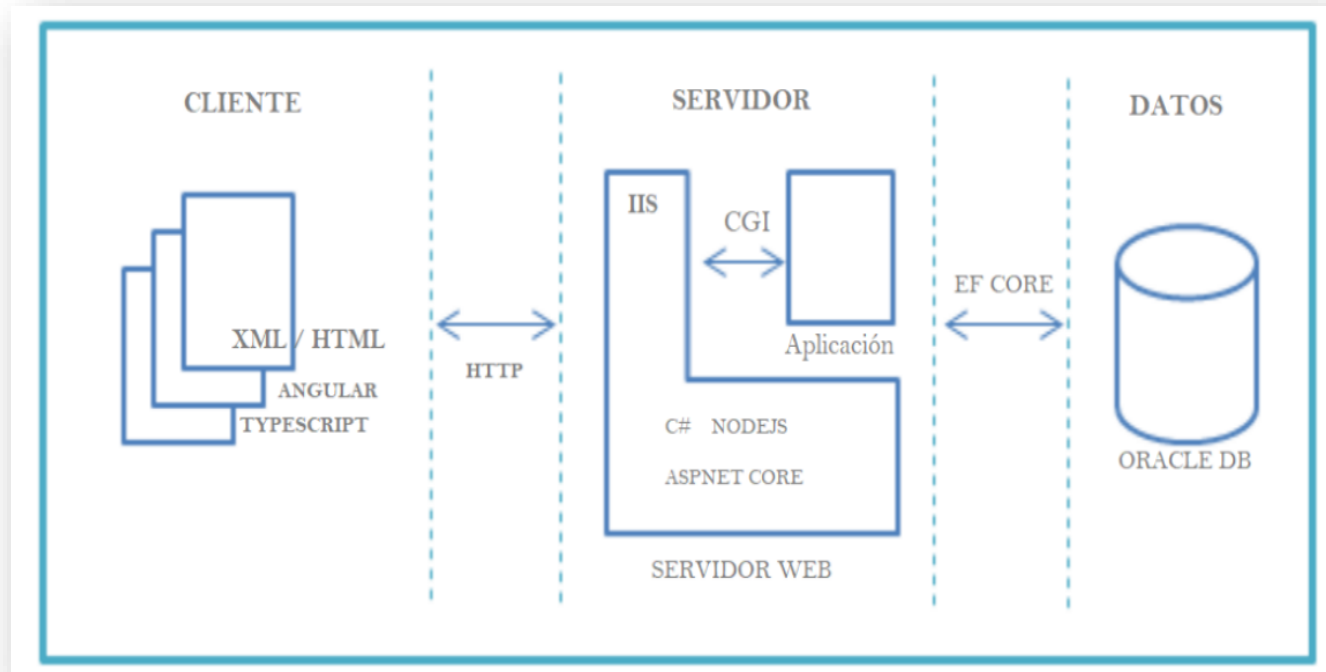 CLIENTE
SERVIDOR
DATOS
IIS
CGI
EF CORE
XML / HTML
Aplicación
HTTP
ANGULAR
TYPESCRIPT
C# NODEJS
ORACLE DB
ASPNET CORE
SERVIDOR WEB